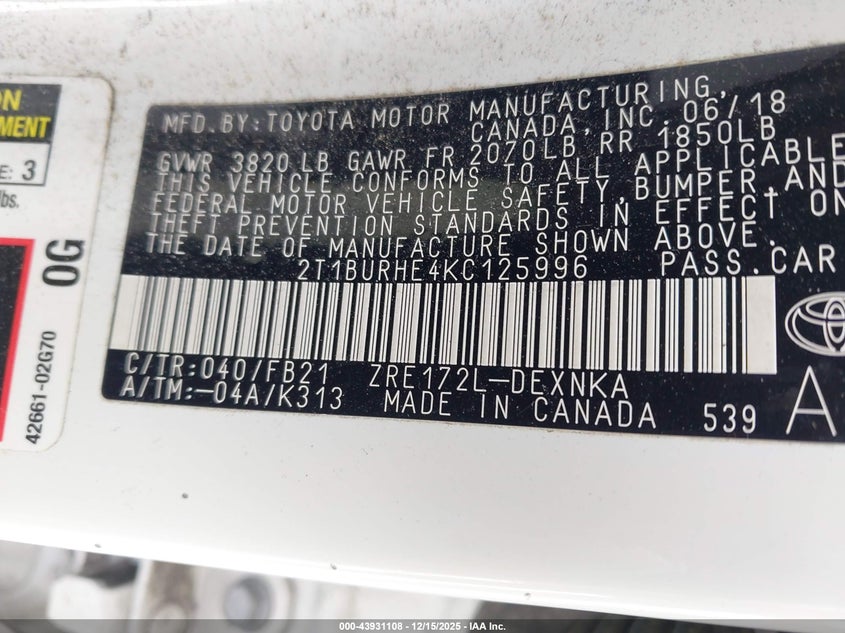 MFD.BY:TOYOTA MOTOR MANUFACTURING,
CANADA,INC.06/18
GVWR 3820 LB GAWR FR 2070LB RR 1850LB
THIS VEHICLE CONFORMS TO ALL APPLICABLE
FEDERAL MOTOR VEHICLE SAFETY,BUMPER,AND
THEFT PREVENTION STANDARDS IN EFFECT ON
THE DATE OF MANUFACTURE SHOWN ABOVE.
2T1BURHE4KC125996 PASS.CAR
C/TR:040/FB21 ZRE172L-DEXNKA
A/TM:-04A/K313 MADE IN CANADA 539 A
ON
EMENT
E: 3
lbs.
0G
42661-02G70
000-43931108 - 12/15/2025 - IAA Inc.